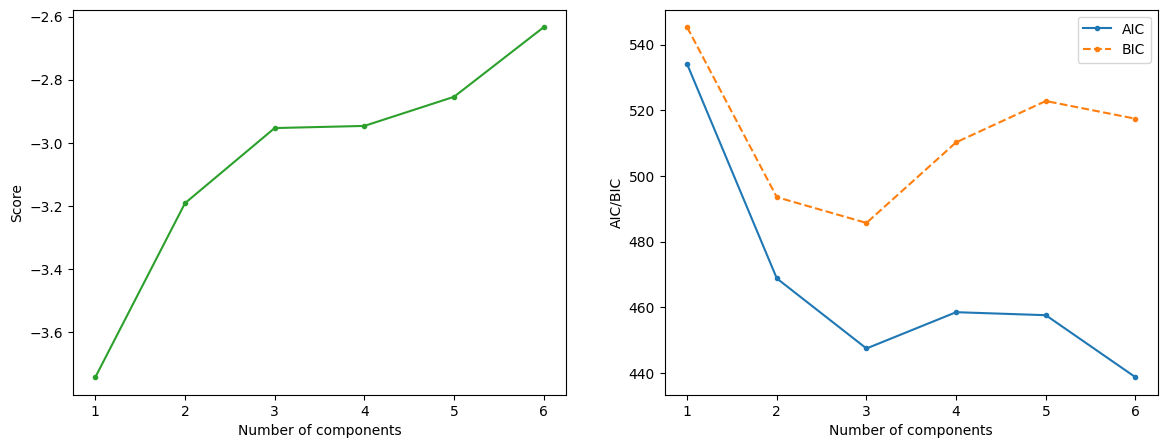 −2.6
−2.8
−3.0
−3.2
−3.4
−3.6
Score
1 2 3 4 5 6
Number of components
540
520
500
480
460
440
AIC/BIC
AIC
BIC
1 2 3 4 5 6
Number of components